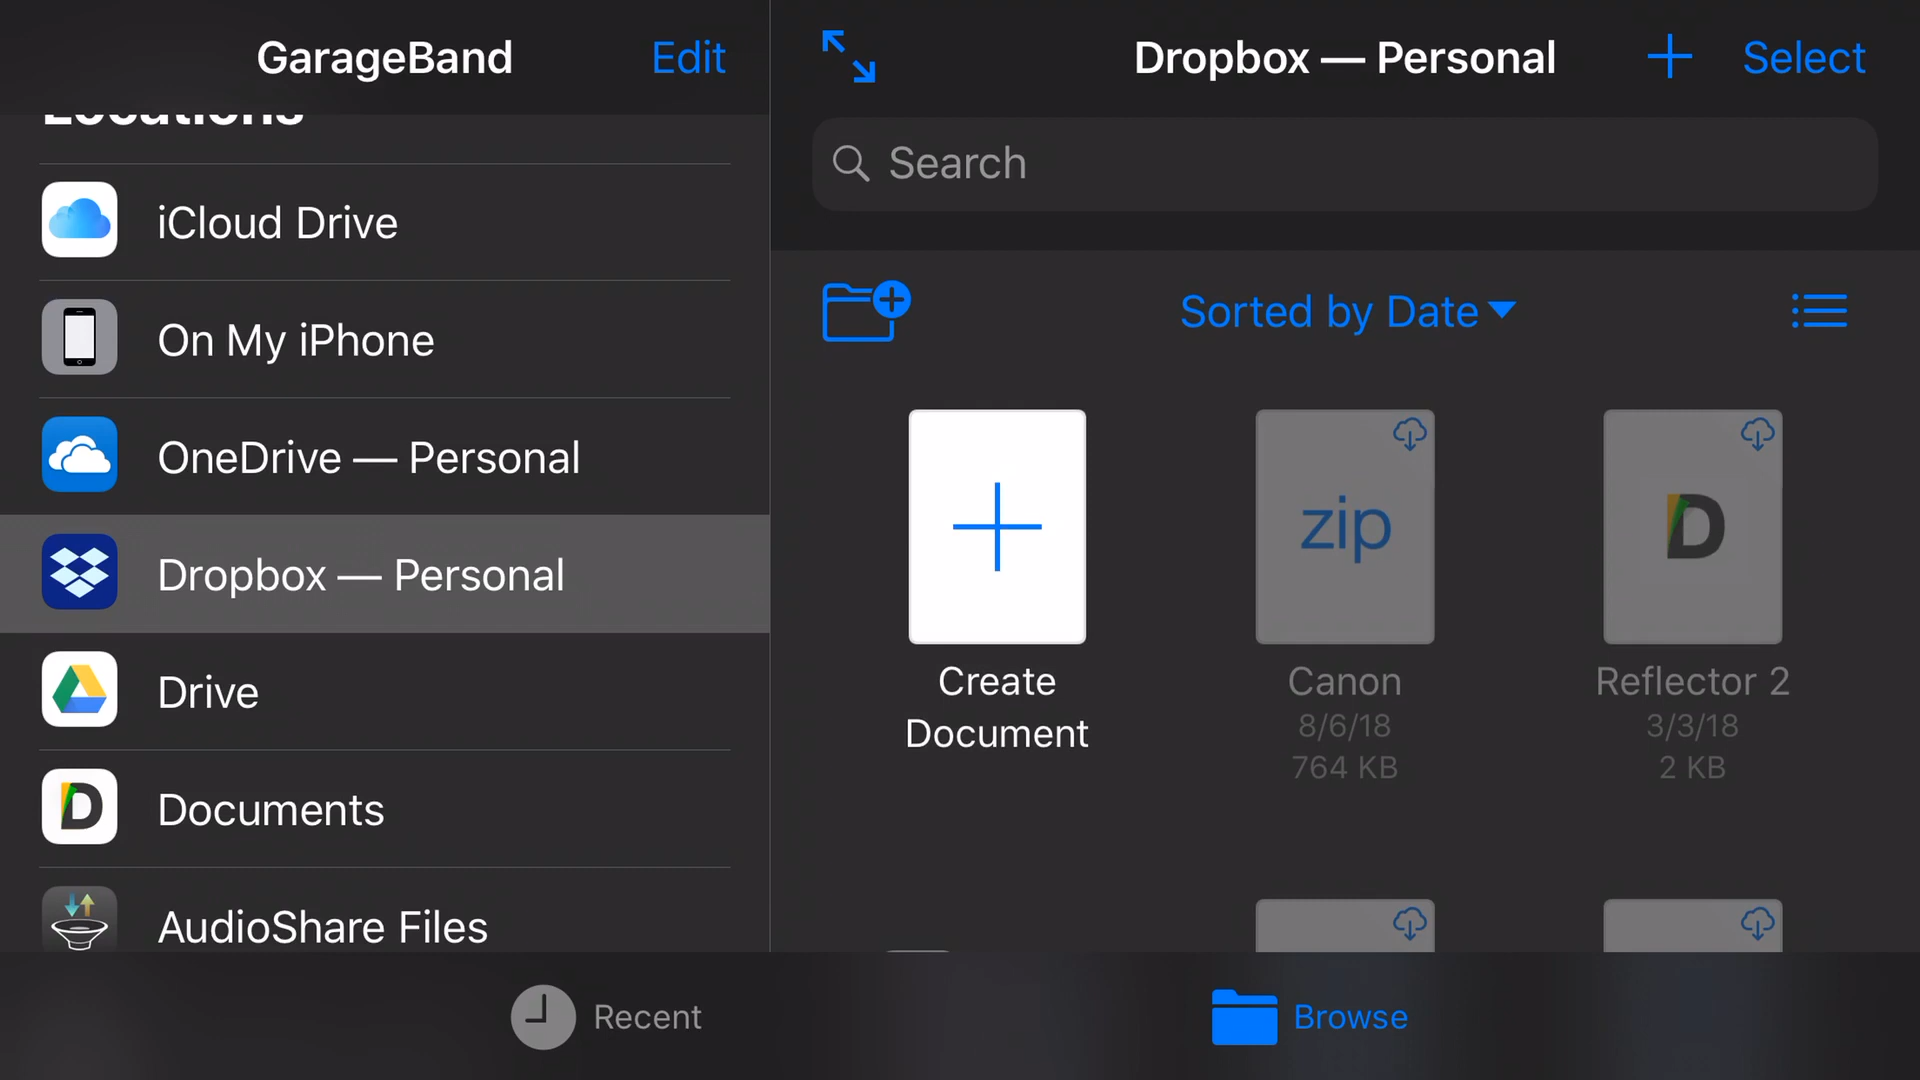 GarageBand
Edit
Locations
iCloud Drive
On My iPhone
OneDrive — Personal
Dropbox — Personal
Drive
D
Documents
AudioShare Files
Dropbox — Personal
Select
Search
Sorted by Date
Create
Document
zip
Canon
8/6/18
764 KB
D
Reflector 2
3/3/18
2 KB
Recent
Browse